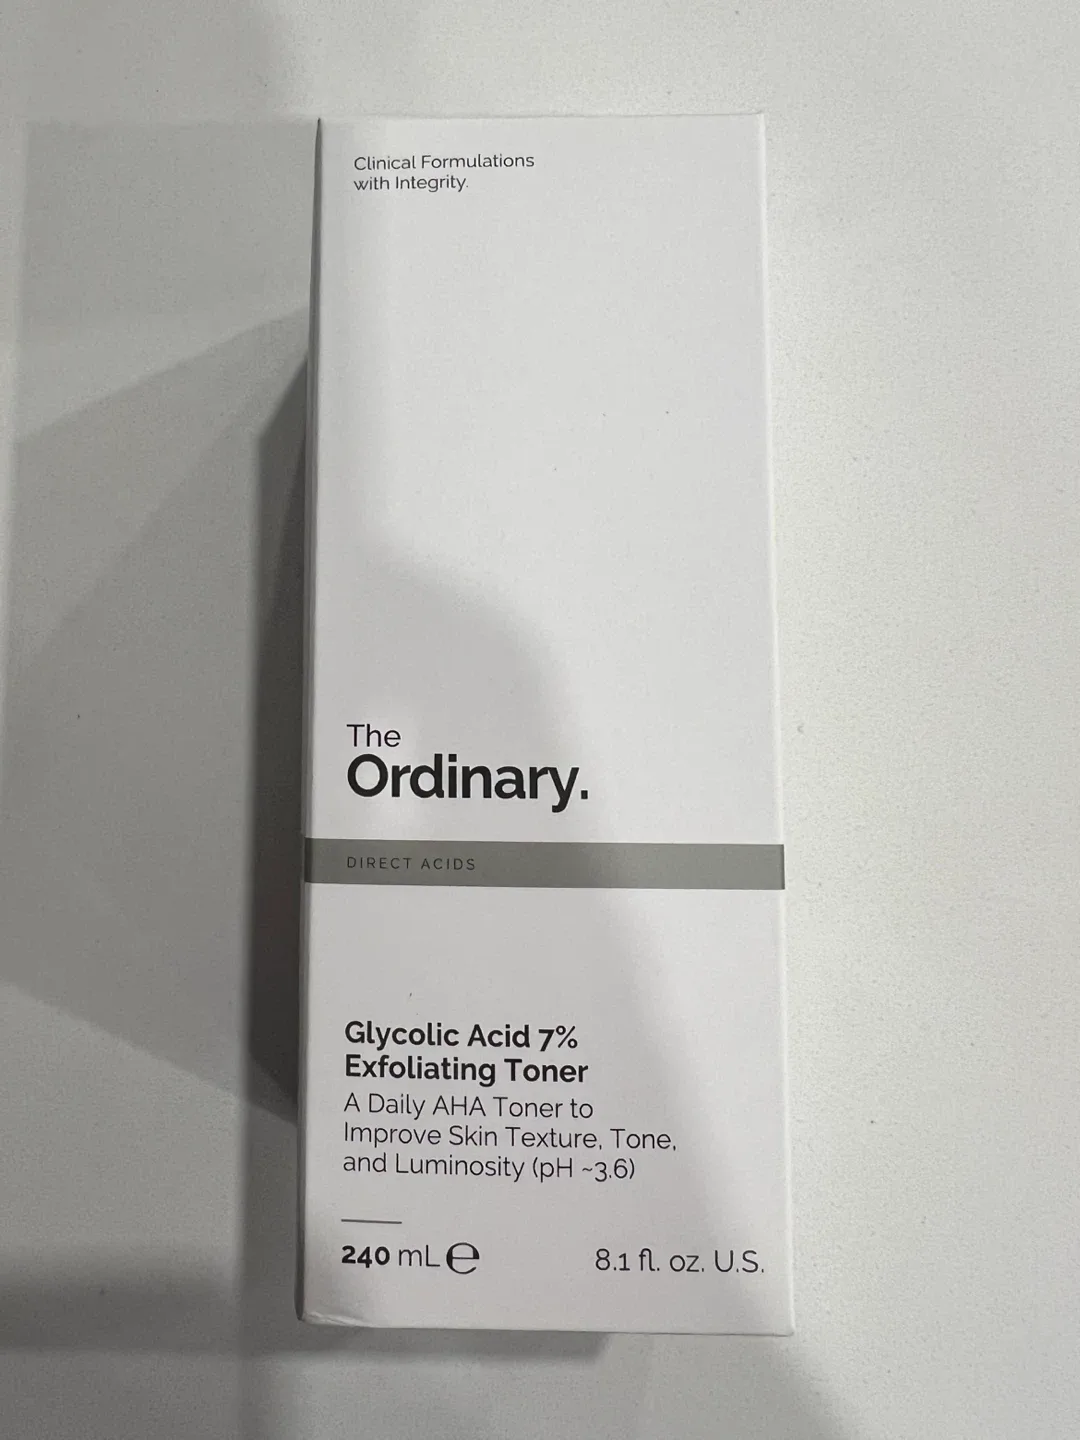 Clinical Formulations
with Integrity.
The
Ordinary.
DIRECT ACIDS
Glycolic Acid 7%
Exfoliating Toner
A Daily AHA Toner to
Improve Skin Texture, Tone,
and Luminosity (pH ~3.6)
240 mL ℮ 8.1 fl. oz. U.S.